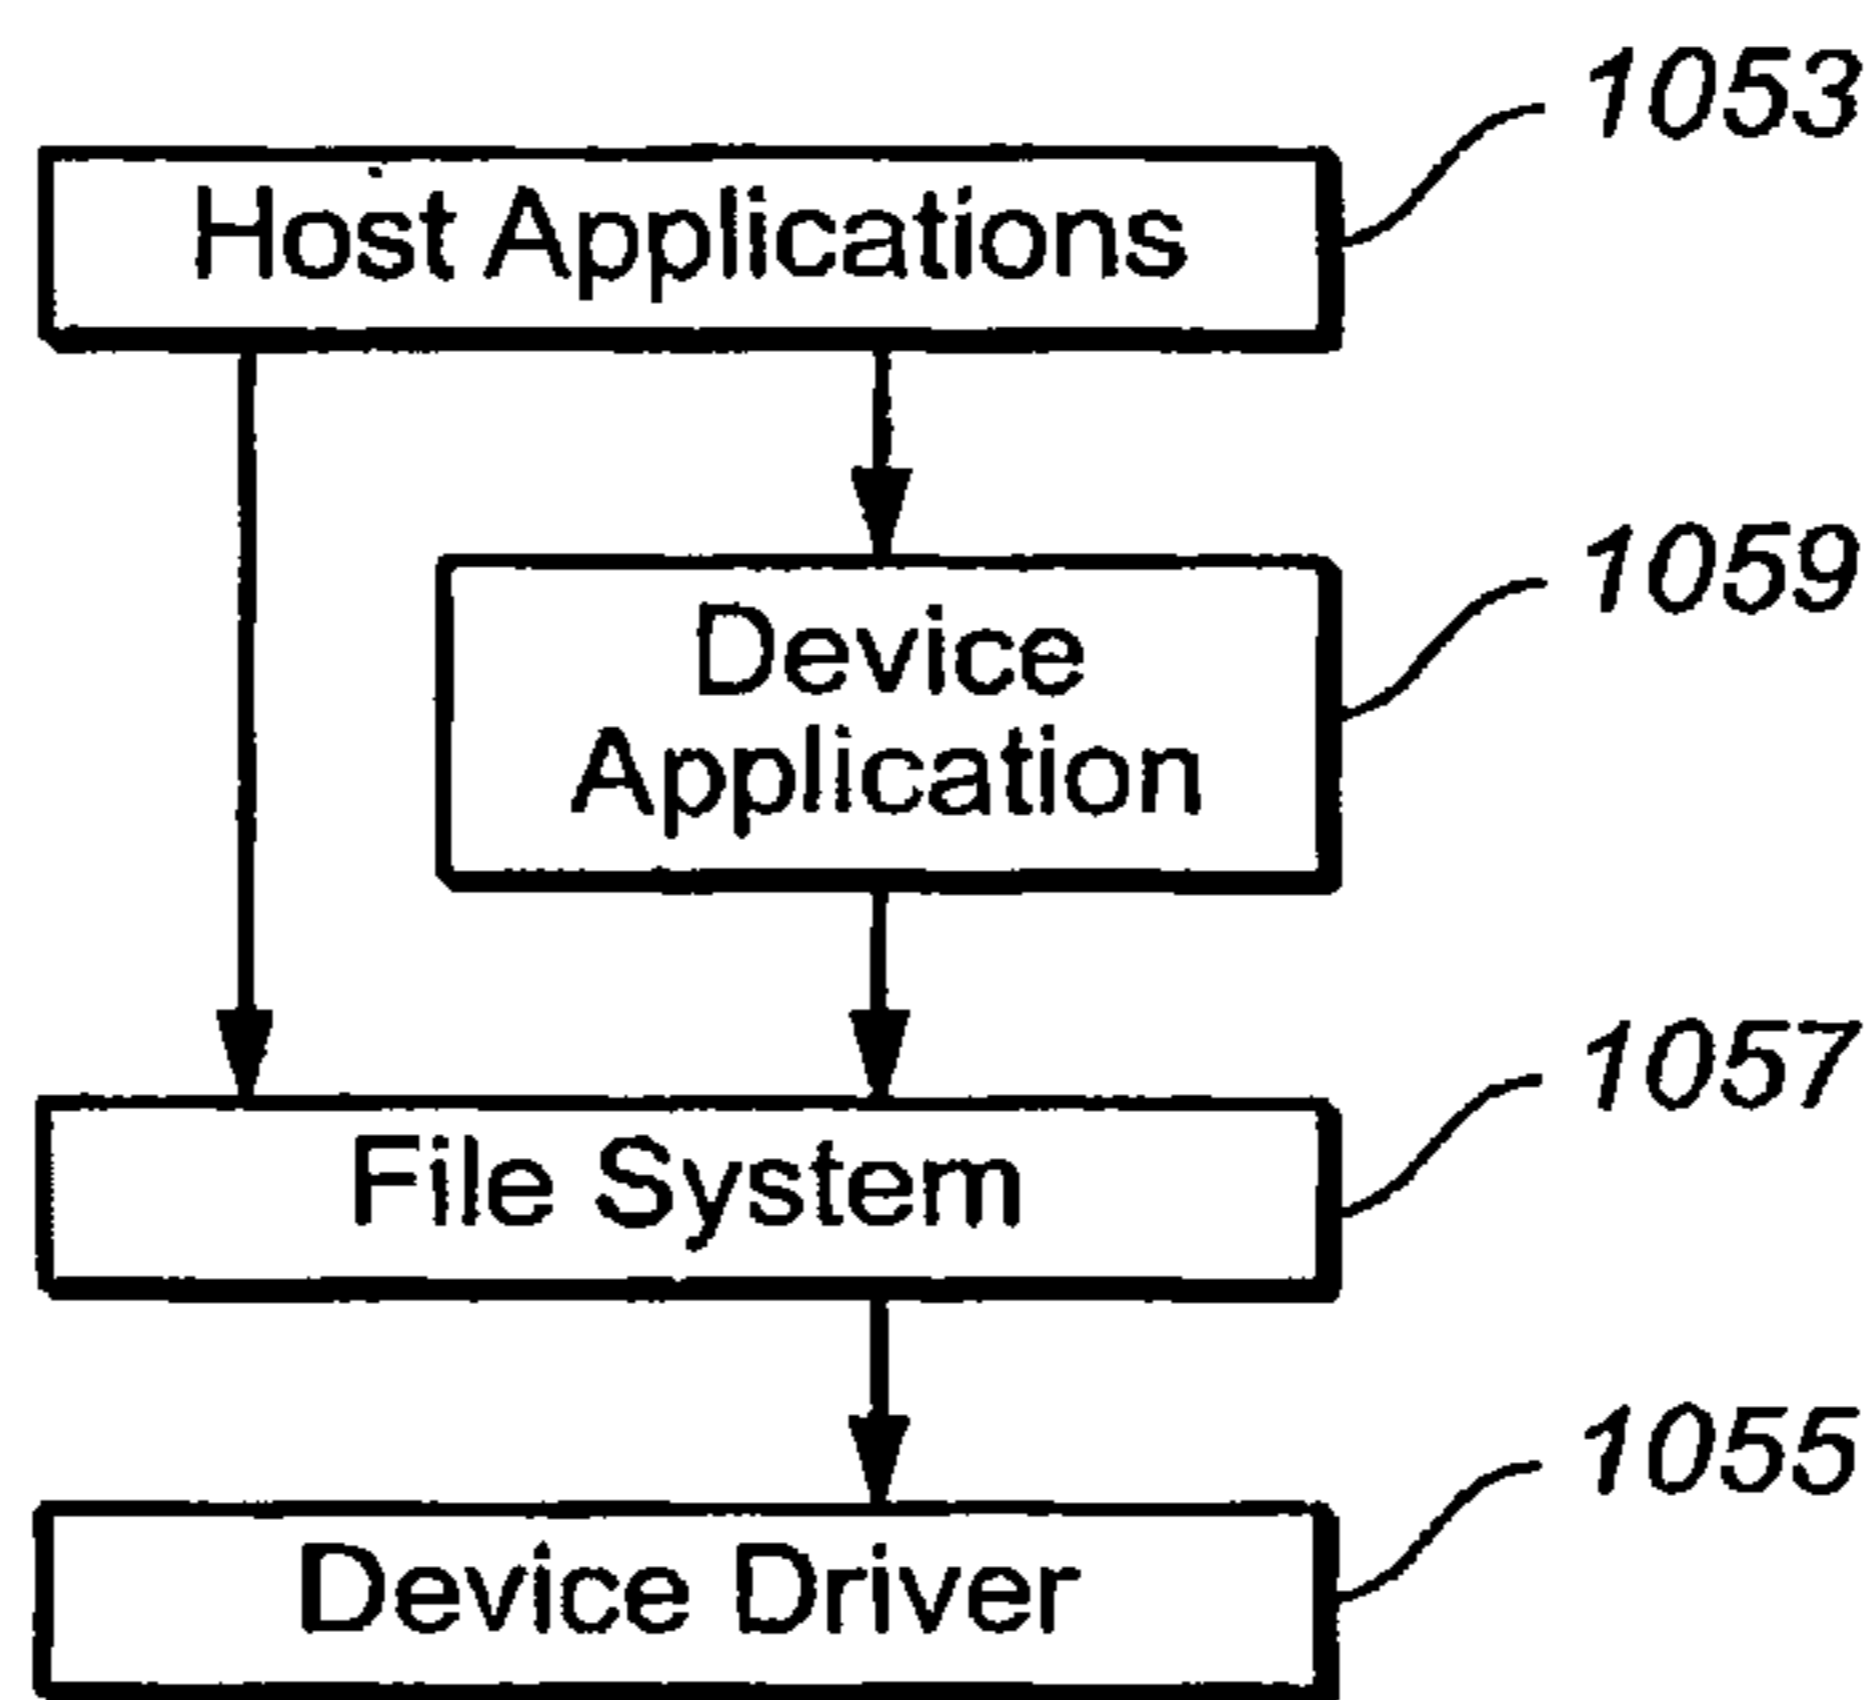 1053
Host Applications
1059
Device
Application
1057
File System
1055
Device Driver